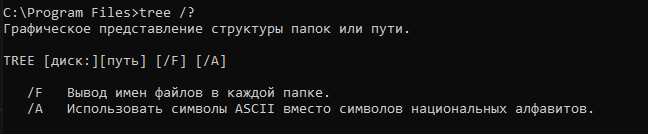 C:\Program Files>tree /?
Графическое представление структуры папок или пути.
TREE [диск:][путь] [/F] [/A]
/F Вывод имен файлов в каждой папке.
/A Использовать символы ASCII вместо символов национальных алфавитов.